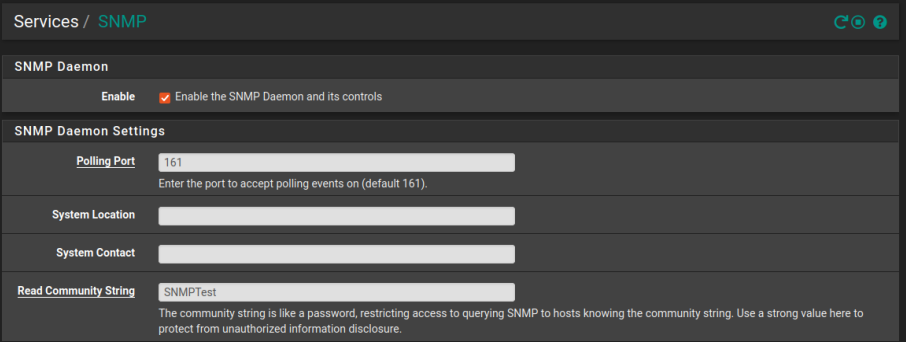 Services / SNMP
SNMP Daemon
Enable Enable the SNMP Daemon and its controls
SNMP Daemon Settings
Polling Port 161
Enter the port to accept polling events on (default 161).
System Location
System Contact
Read Community String SNMPTest
The community string is like a password, restricting access to querying SNMP to hosts knowing the community string. Use a strong value here to
protect from unauthorized information disclosure.